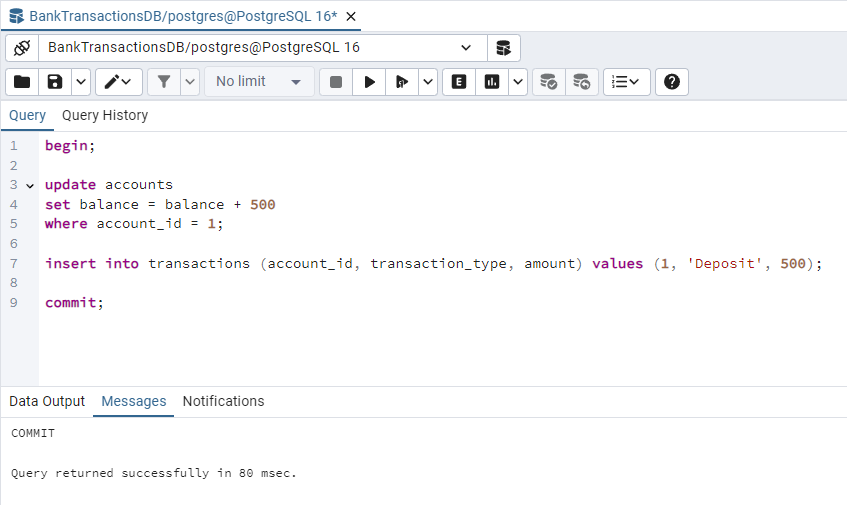 BankTransactionsDB/postgres@PostgreSQL 16*
BankTransactionsDB/postgres@PostgreSQL 16
No limit
E
Query Query History
1 begin;
2
3 update accounts
4 set balance = balance + 500
5 where account_id = 1;
6
7 insert into transactions (account_id, transaction_type, amount) values (1, 'Deposit', 500);
8
9 commit;
Data Output Messages Notifications
COMMIT
Query returned successfully in 80 msec.